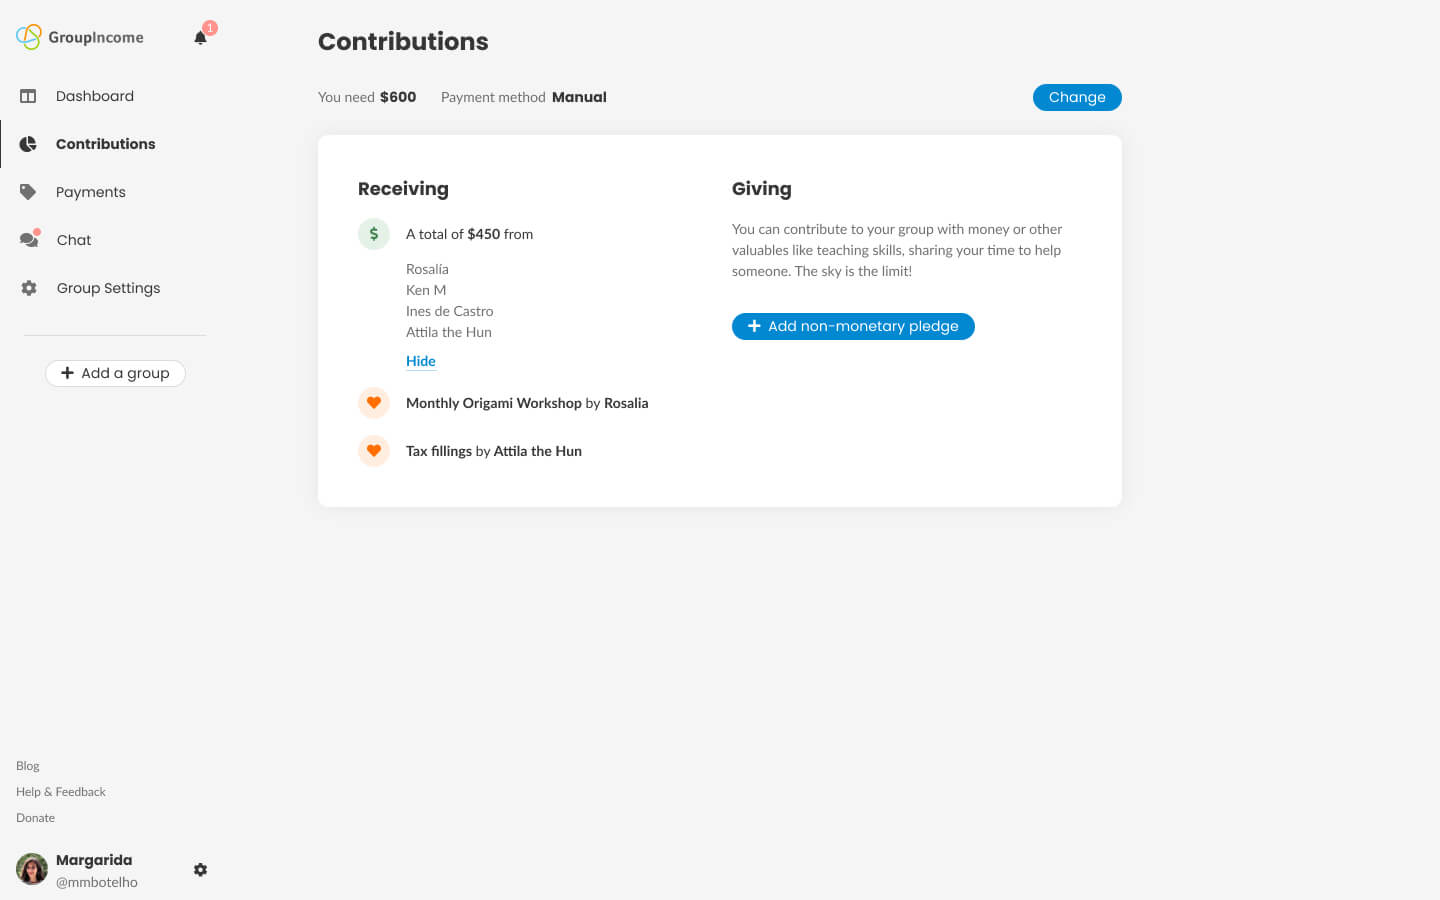 GroupIncome
1
Dashboard
Contributions
Payments
Chat
Group Settings
Add a group
Blog
Help & Feedback
Donate
Margarida
@mmbotelho
Contributions
You need $600 Payment method Manual
Change
Receiving
A total of $450 from
Rosalía
Ken M
Ines de Castro
Attila the Hun
Hide
Monthly Origami Workshop by Rosalia
Tax fillings by Attila the Hun
Giving
You can contribute to your group with money or other
valuables like teaching skills, sharing your time to help
someone. The sky is the limit!
Add non-monetary pledge